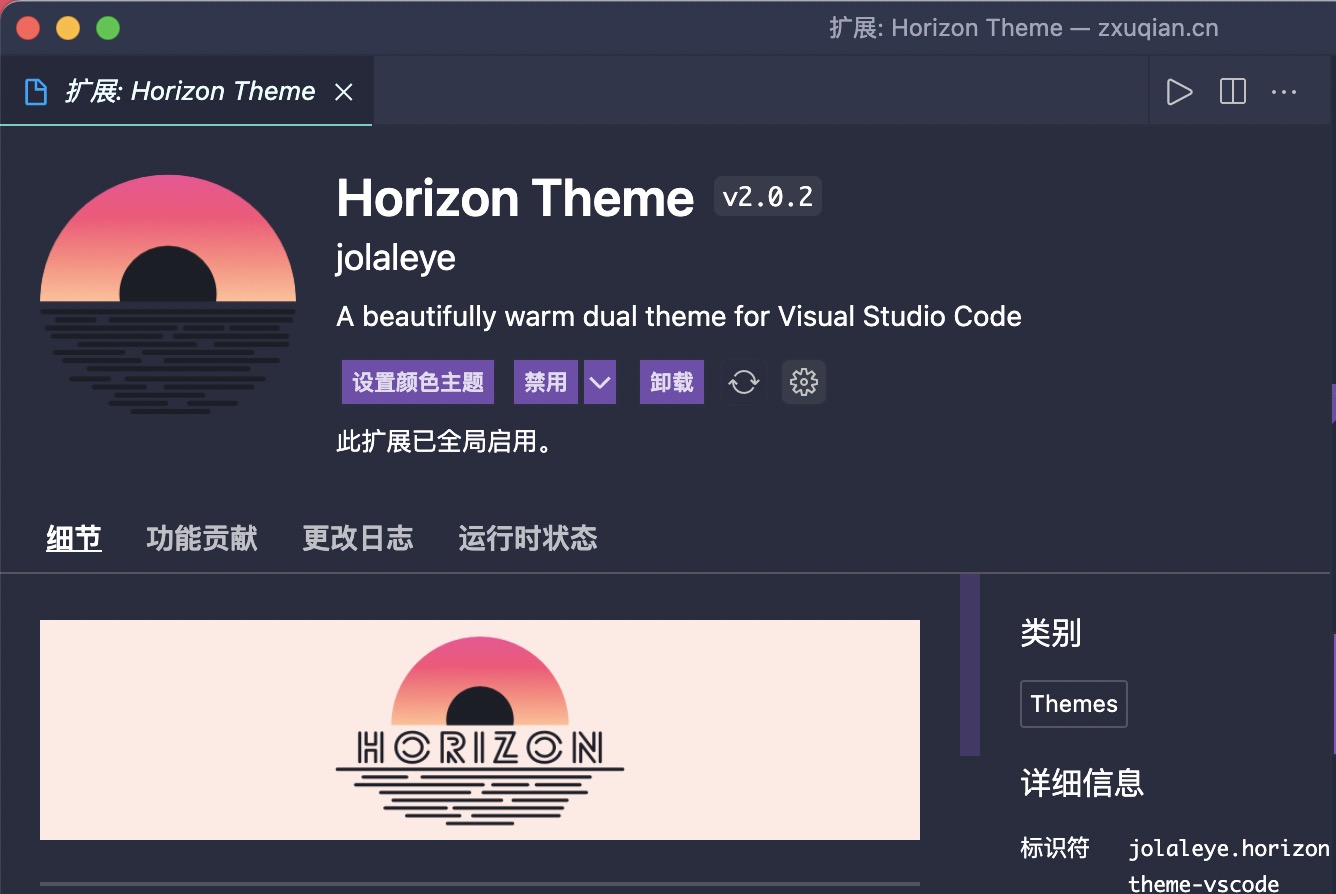 扩展: Horizon Theme — zxuqian.cn
扩展: Horizon Theme
Horizon Theme v2.0.2
jolaleye
A beautifully warm dual theme for Visual Studio Code
设置颜色主题 禁用 卸载
此扩展已全局启用。
细节 功能贡献 更改日志 运行时状态
HORIZON
类别
Themes
详细信息
标识符 jolaleye.horizon
theme-vscode